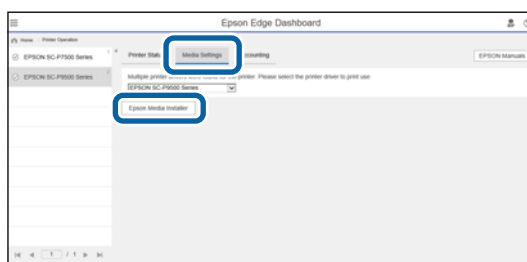 Epson Edge Dashboard
Home Printer Operation
EPSON SC-P7500 Series
EPSON SC-P9500 Series
Printer Status Media Settings Accounting
EPSON Manuals
Multiple printer drivers were found for the printer. Please select the printer driver to print use.
EPSON SC-P9500 Series
Epson Media Installer
1 / 1